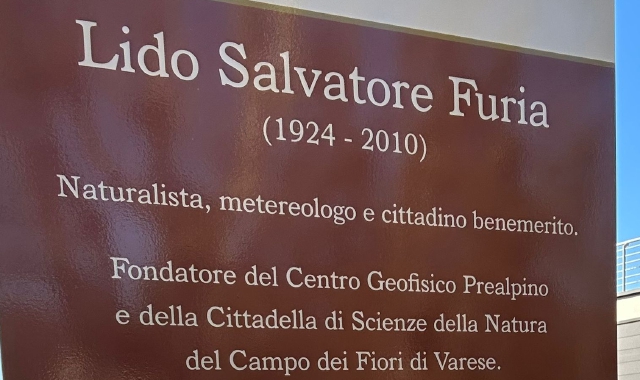 Lido Salvatore Furia
(1924 - 2010)
Naturalista, metereologo e cittadino benemerito.
Fondatore del Centro Geofisico Prealpino
e della Cittadella di Scienze della Natura
del Campo dei Fiori di Varese.